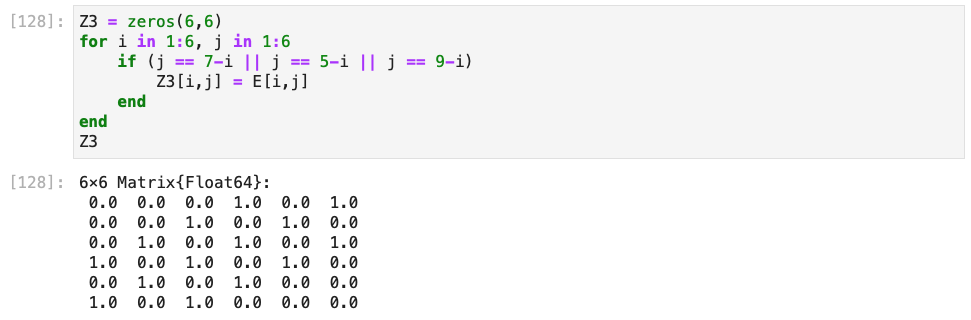 [128]: Z3 = zeros(6,6)
for i in 1:6, j in 1:6
    if (j == 7-i || j == 5-i || j == 9-i)
        Z3[i,j] = E[i,j]
    end
end
Z3
[128]: 6×6 Matrix{Float64}:
 0.0  0.0  0.0  1.0  0.0  1.0
 0.0  0.0  1.0  0.0  1.0  0.0
 0.0  1.0  0.0  1.0  0.0  1.0
 1.0  0.0  1.0  0.0  1.0  0.0
 0.0  1.0  0.0  1.0  0.0  0.0
 1.0  0.0  1.0  0.0  0.0  0.0